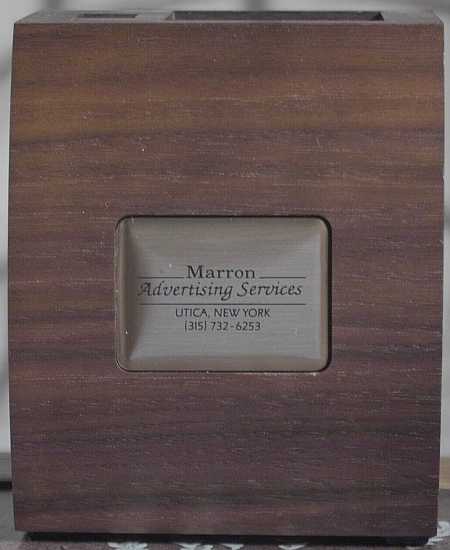 Marron
Advertising Services
UTICA, NEW YORK
(315) 732-6253